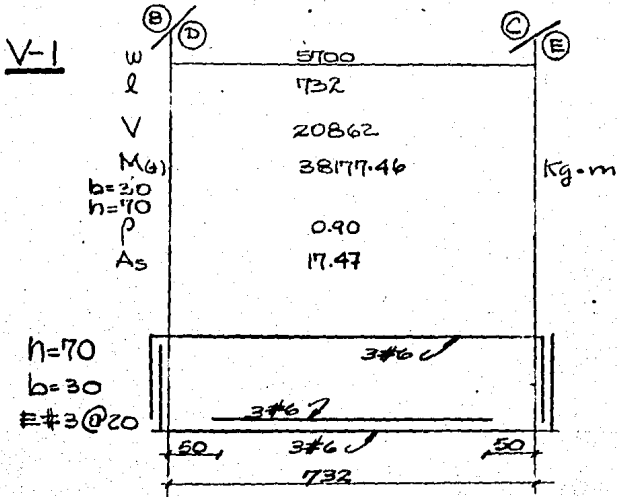 V-1
B D C E
w 5700
l 732
V 20862
M(+) 38177.46 Kg.m
b=30
h=70
ρ 0.90
As 17.47
h=70
b=30
E#3@20
3#6
3#6
50 3#6 50
732